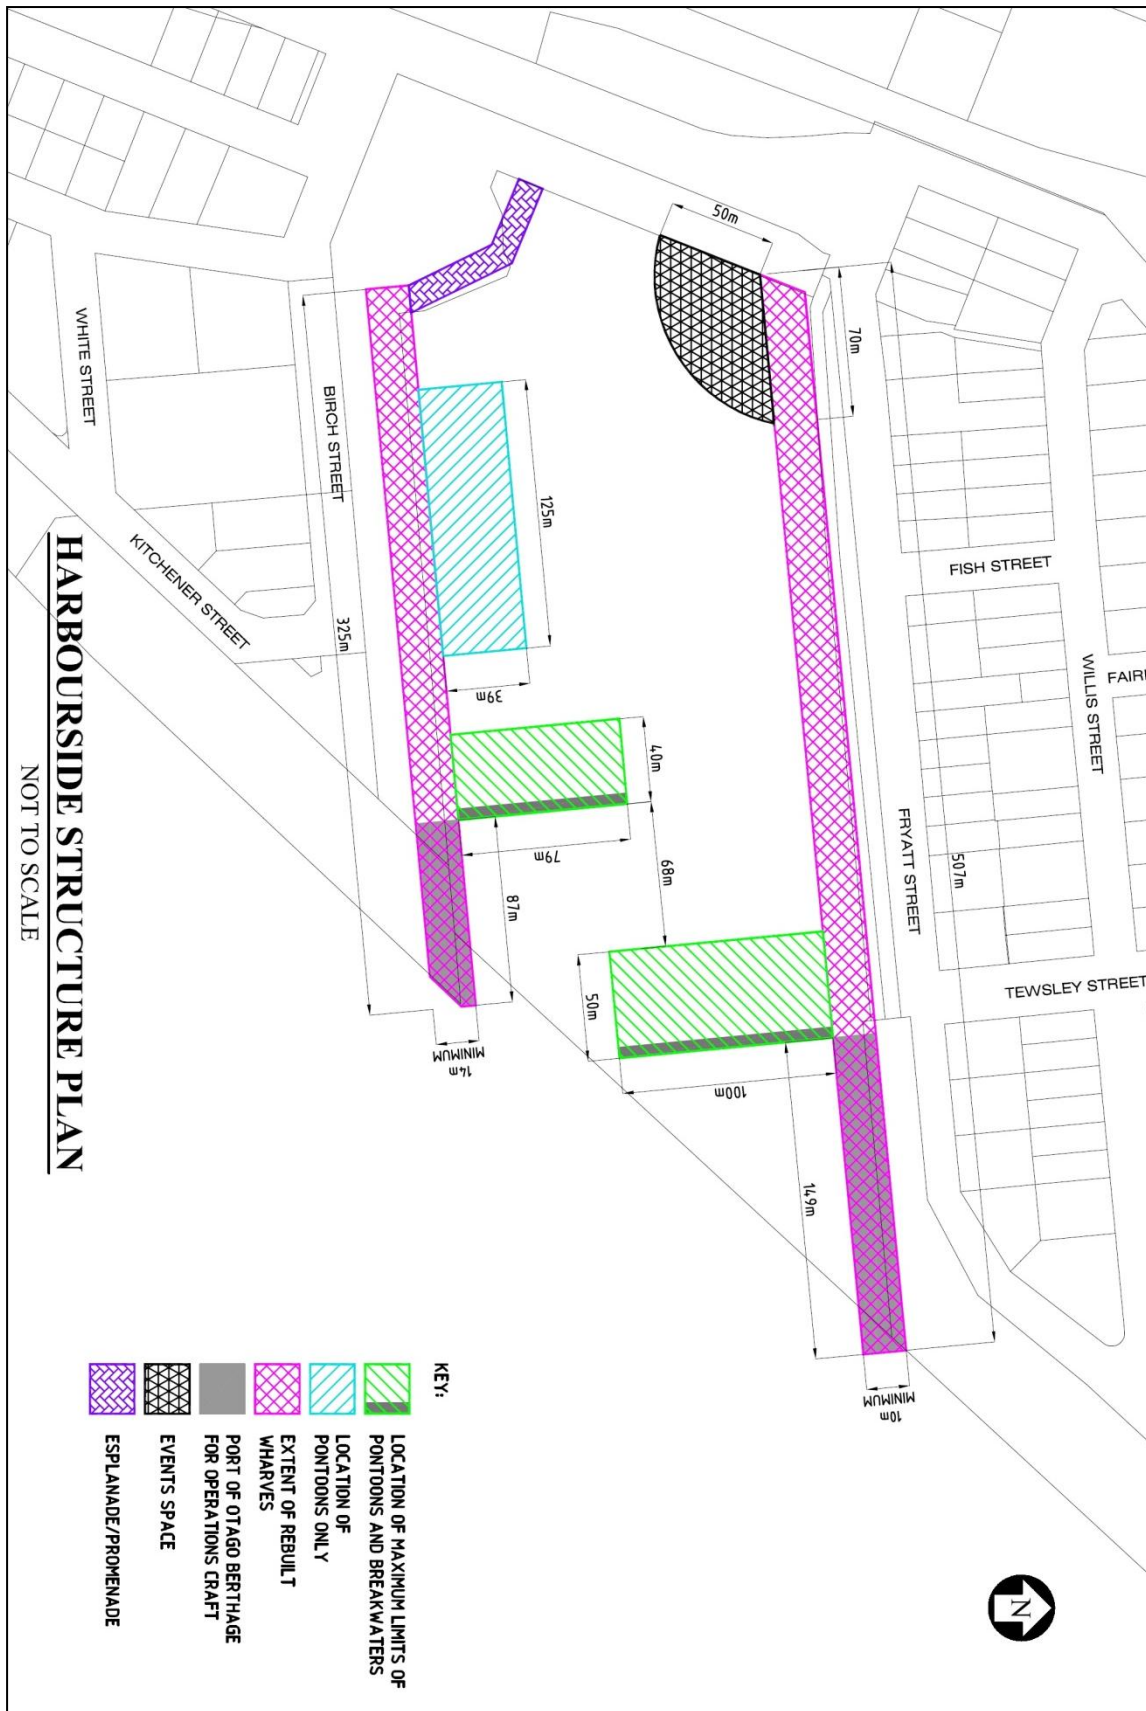 HARBOURSIDE STRUCTURE PLAN
NOT TO SCALE
WHITE STREET
BIRCH STREET
KITCHENER STREET
FISH STREET
WILLIS STREET
FAIRI
FRYATT STREET
TEWSLEY STREET
50m
70m
125m
39m
325m
40m
79m
68m
87m
14m
MINIMUM
50m
100m
149m
507m
10m
MINIMUM
KEY:
LOCATION OF MAXIMUM LIMITS OF
PONTOONS AND BREAKWATERS
LOCATION OF
PONTOONS ONLY
EXTENT OF REBUILT
WHARVES
PORT OF OTAGO BERTHAGE
FOR OPERATIONS CRAFT
EVENTS SPACE
ESPLANADE/PROMENADE
N